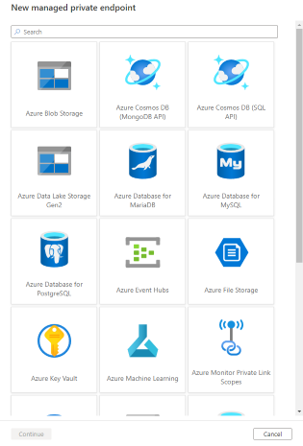 New managed private endpoint
Search
Azure Blob Storage
Azure Cosmos DB
(MongoDB API)
Azure Cosmos DB (SQL
API)
Azure Data Lake Storage
Gen2
Azure Database for
MariaDB
My
Azure Database for
MySQL
Azure Database for
PostgreSQL
Azure Event Hubs
Azure File Storage
Azure Key Vault
Azure Machine Learning
Azure Monitor Private Link
Scopes
Continue
Cancel